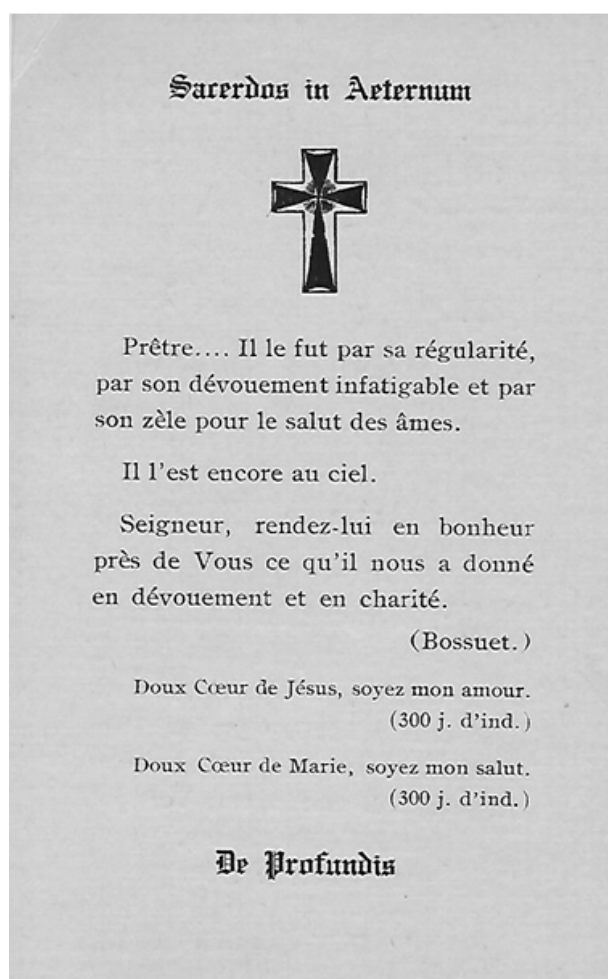 Sacerdos in Aeternum
Prêtre.... Il le fut par sa régularité,
par son dévouement infatigable et par
son zèle pour le salut des âmes.
Il l'est encore au ciel.
Seigneur, rendez-lui en bonheur
près de Vous ce qu'il nous a donné
en dévouement et en charité.
(Bossuet.)
Doux Cœur de Jésus, soyez mon amour.
(300 j. d'ind.)
Doux Cœur de Marie, soyez mon salut.
(300 j. d'ind.)
De Profundis